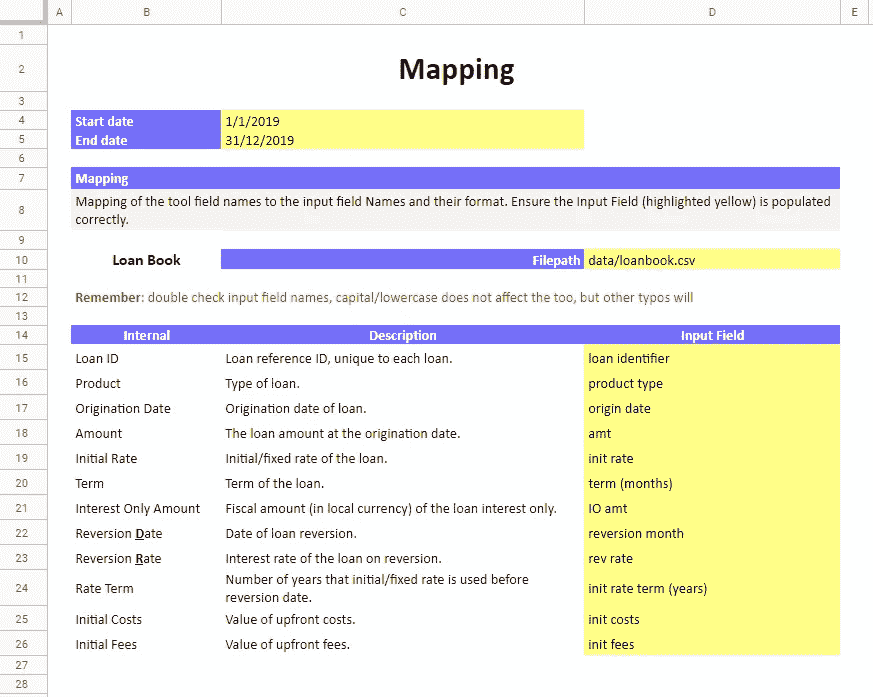 A B C D E
1
2 Mapping
3
4 Start date 1/1/2019
5 End date 31/12/2019
6
7 Mapping
8 Mapping of the tool field names to the input field Names and their format. Ensure the Input Field (highlighted yellow) is populated
correctly.
9
10 Loan Book Filepath data/loanbook.csv
11
12 Remember: double check input field names, capital/lowercase does not affect the too, but other typos will
13
14 Internal Description Input Field
15 Loan ID Loan reference ID, unique to each loan. loan identifier
16 Product Type of loan. product type
17 Origination Date Origination date of loan. origin date
18 Amount The loan amount at the origination date. amt
19 Initial Rate Initial/fixed rate of the loan. init rate
20 Term Term of the loan. term (months)
21 Interest Only Amount Fiscal amount (in local currency) of the loan interest only. IO amt
22 Reversion Date Date of loan reversion. reversion month
23 Reversion Rate Interest rate of the loan on reversion. rev rate
24 Rate Term Number of years that initial/fixed rate is used before
reversion date. init rate term (years)
25 Initial Costs Value of upfront costs. init costs
26 Initial Fees Value of upfront fees. init fees
27
28